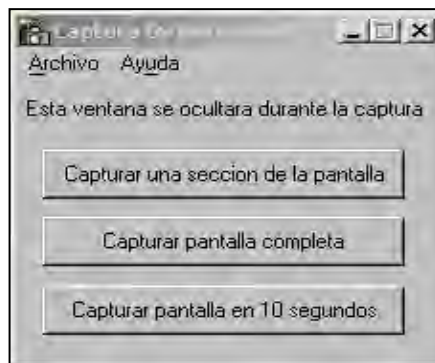 Archivo Ayuda
Esta ventana se ocultara durante la captura
Capturar una seccion de la pantalla
Capturar pantalla completa
Capturar pantalla en 10 segundos